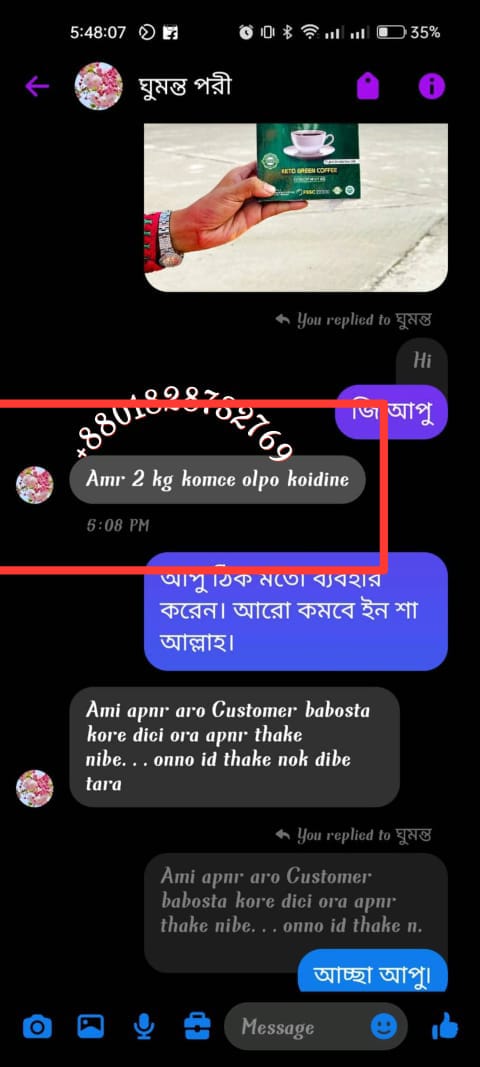 5:48:07
35%
ঘুমন্ত পরী
KETO GREEN COFFEE
You replied to ঘুমন্ত
Hi
জি আপু
+8801828782769
Amr 2 kg komce olpo koidine
5:08 PM
আপু ঠিক মতো ব্যবহার
করেন। আরো কমবে ইন শা
আল্লাহ।
Ami apnr aro Customer babosta
kore dici ora apnr thake
nibe. . . onno id thake nok dibe
tara
You replied to ঘুমন্ত
Ami apnr aro Customer
babosta kore dici ora apnr
thake nibe. . . onno id thake n.
আচ্ছা আপু।
Message